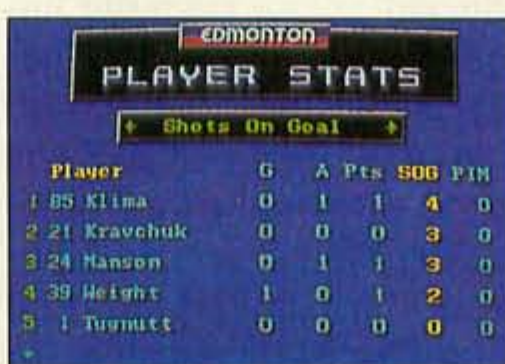 EDMONTON
PLAYER STATS
Shots On Goal
Player G A Pts SOG PIM
1 85 Klima 0 1 1 4 0
2 21 Kravchuk 0 0 0 3 0
3 24 Manson 0 1 1 3 0
4 39 Weight 1 0 1 2 0
5 1 Tugnutt 0 0 0 0 0